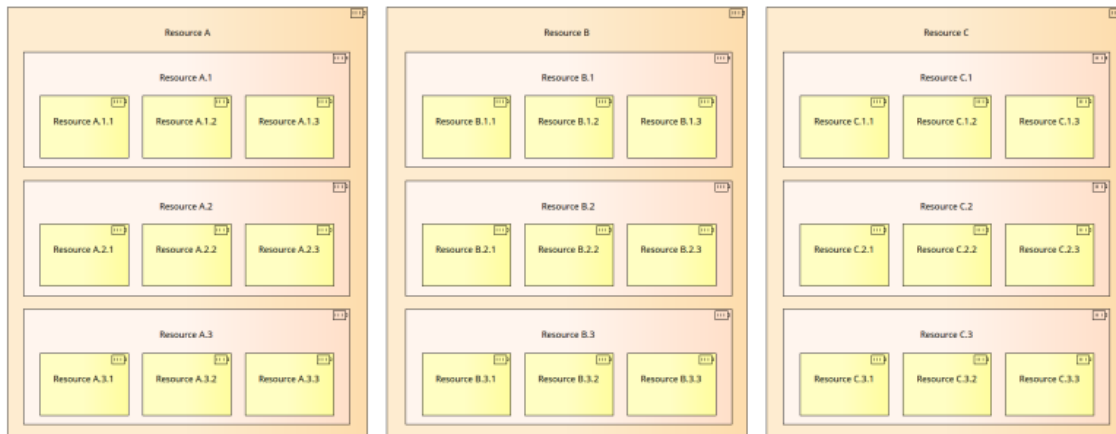 Resource A
Resource A.1
Resource A.1.1 Resource A.1.2 Resource A.1.3
Resource A.2
Resource A.2.1 Resource A.2.2 Resource A.2.3
Resource A.3
Resource A.3.1 Resource A.3.2 Resource A.3.3
Resource B
Resource B.1
Resource B.1.1 Resource B.1.2 Resource B.1.3
Resource B.2
Resource B.2.1 Resource B.2.2 Resource B.2.3
Resource B.3
Resource B.3.1 Resource B.3.2 Resource B.3.3
Resource C
Resource C.1
Resource C.1.1 Resource C.1.2 Resource C.1.3
Resource C.2
Resource C.2.1 Resource C.2.2 Resource C.2.3
Resource C.3
Resource C.3.1 Resource C.3.2 Resource C.3.3